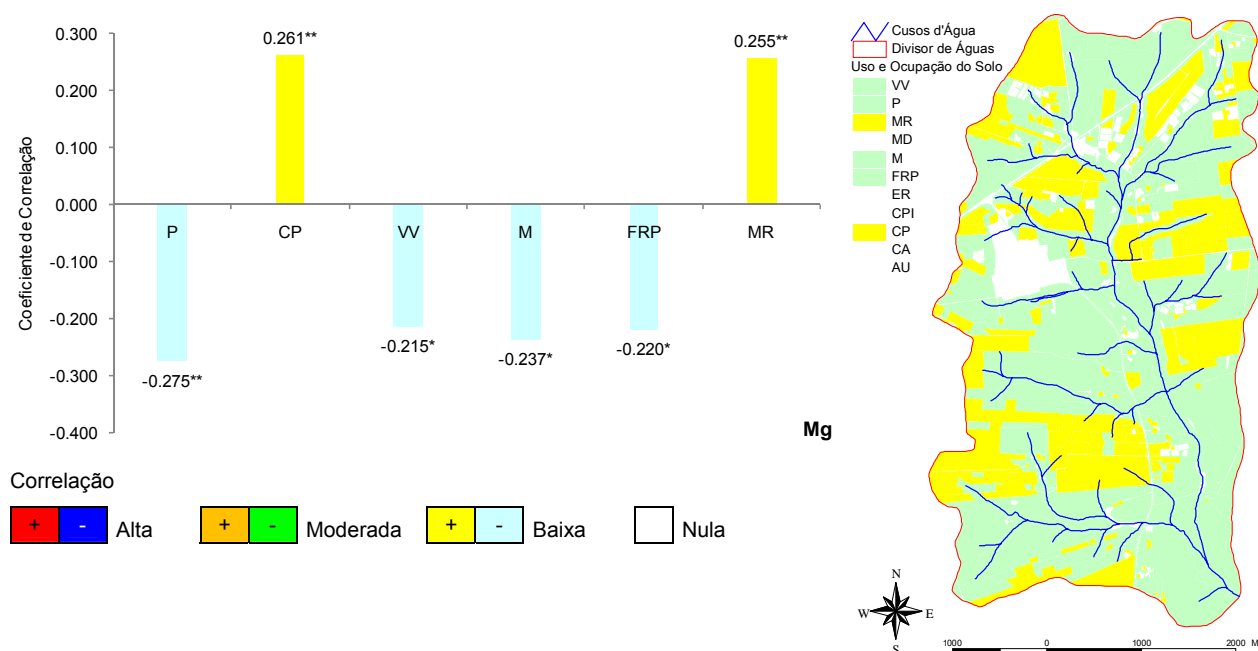 0.300
0.200
0.100
0.000
-0.100
-0.200
-0.300
-0.400
Coeficiente de Correlação
0.261**
0.255**
P
CP
VV
M
FRP
MR
-0.275**
-0.215*
-0.237*
-0.220*
Mg
Correlação
+ - Alta
+ - Moderada
+ - Baixa
Nula
Cusos d'Água
Divisor de Águas
Uso e Ocupação do Solo
VV
P
MR
MD
M
FRP
ER
CPI
CP
CA
AU
N
W E
S
1000 0 1000 2000 M